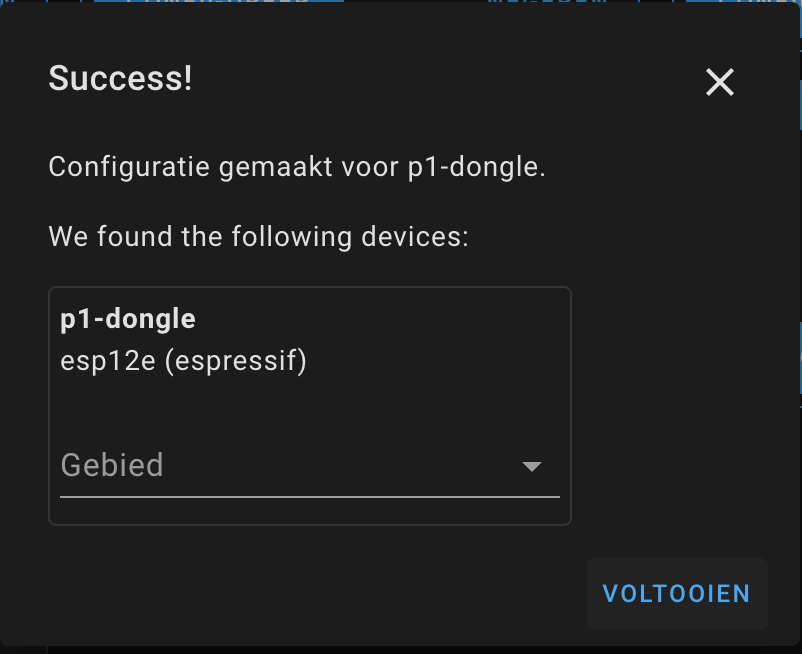 Success!
Configuratie gemaakt voor p1-dongle.
We found the following devices:
p1-dongle
esp12e (espressif)
Gebied
VOLTOOIEN